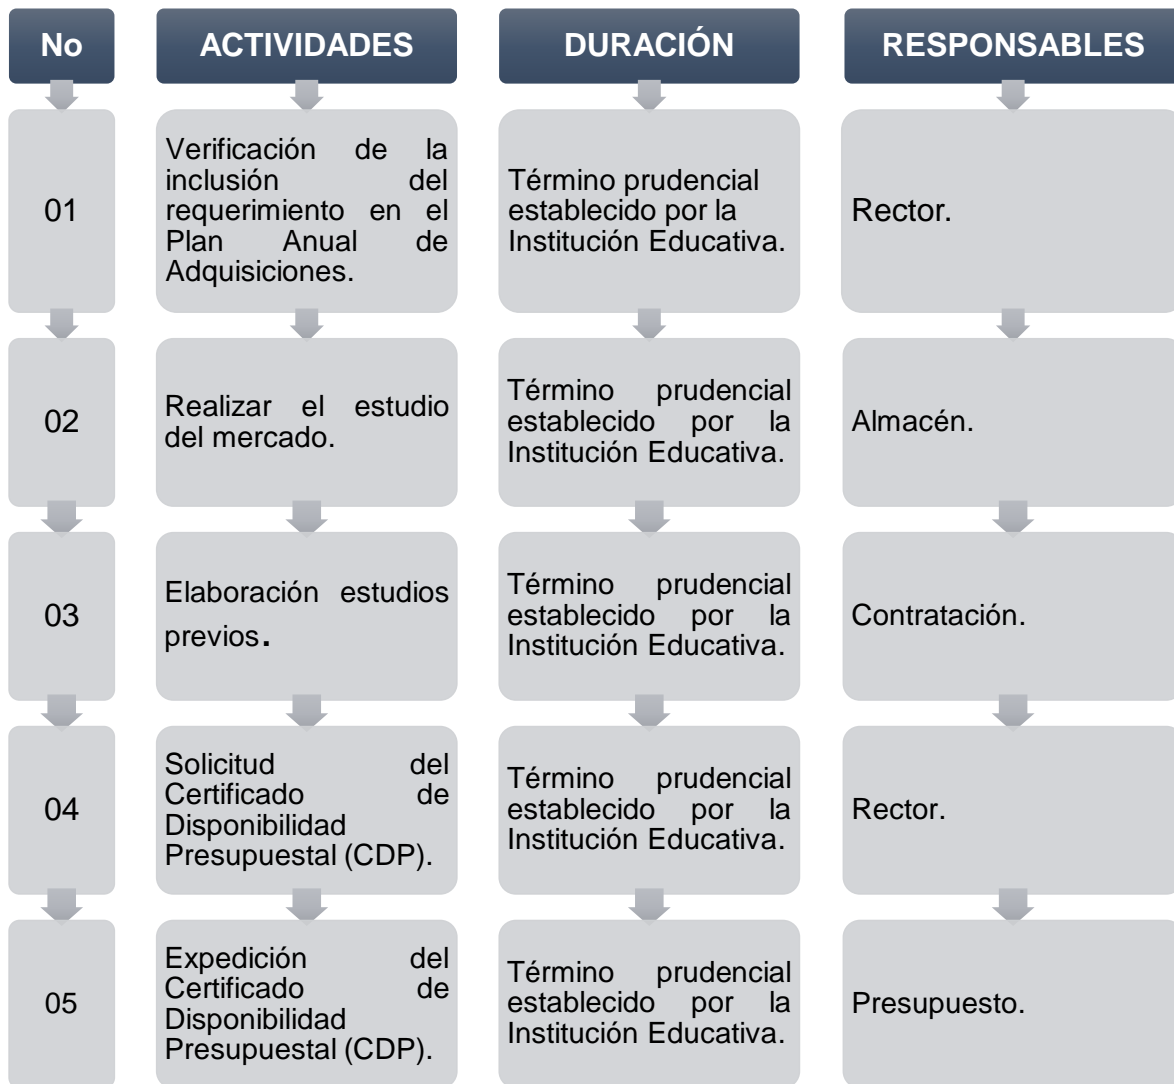 No ACTIVIDADES DURACIÓN RESPONSABLES
01
Verificación de la
inclusión del
requerimiento en el
Plan Anual de
Adquisiciones.
Término prudencial
establecido por la
Institución Educativa.
Rector.
02
Realizar el estudio
del mercado.
Término prudencial
establecido por la
Institución Educativa.
Almacén.
03
Elaboración estudios
previos.
Término prudencial
establecido por la
Institución Educativa.
Contratación.
04
Solicitud del
Certificado de
Disponibilidad
Presupuestal (CDP).
Término prudencial
establecido por la
Institución Educativa.
Rector.
05
Expedición del
Certificado de
Disponibilidad
Presupuestal (CDP).
Término prudencial
establecido por la
Institución Educativa.
Presupuesto.